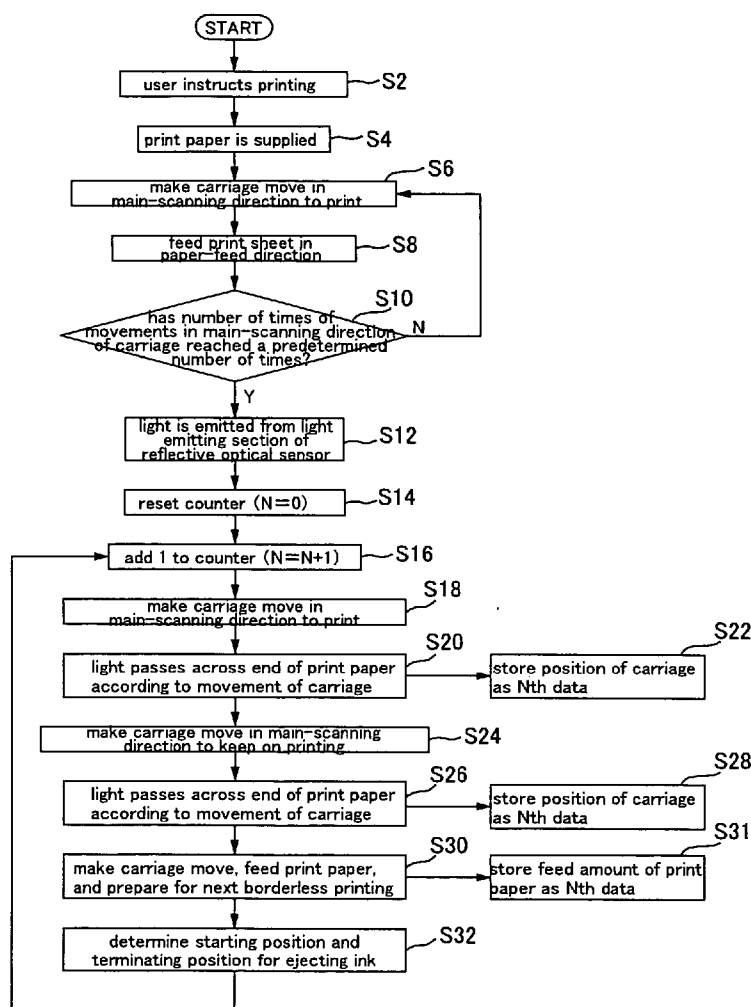 START
user instructs printing
S2
print paper is supplied
S4
S6
make carriage move in
main-scanning direction to print
feed print sheet in
paper-feed direction
S8
S10
has number of times of
movements in main-scanning direction
of carriage reached a predetermined
number of times?
N
Y
light is emitted from light
emitting section of
reflective optical sensor
S12
reset counter (N=0)
S14
add 1 to counter (N=N+1)
S16
S18
make carriage move in
main-scanning direction to print
S20
light passes across end of print paper
according to movement of carriage
S22
store position of carriage
as Nth data
make carriage move in main-scanning
direction to keep on printing
S24
S26
light passes across end of print paper
according to movement of carriage
S28
store position of carriage
as Nth data
S30
make carriage move, feed print paper,
and prepare for next borderless printing
S31
store feed amount of print
paper as Nth data
S32
determine starting position and
terminating position for ejecting ink